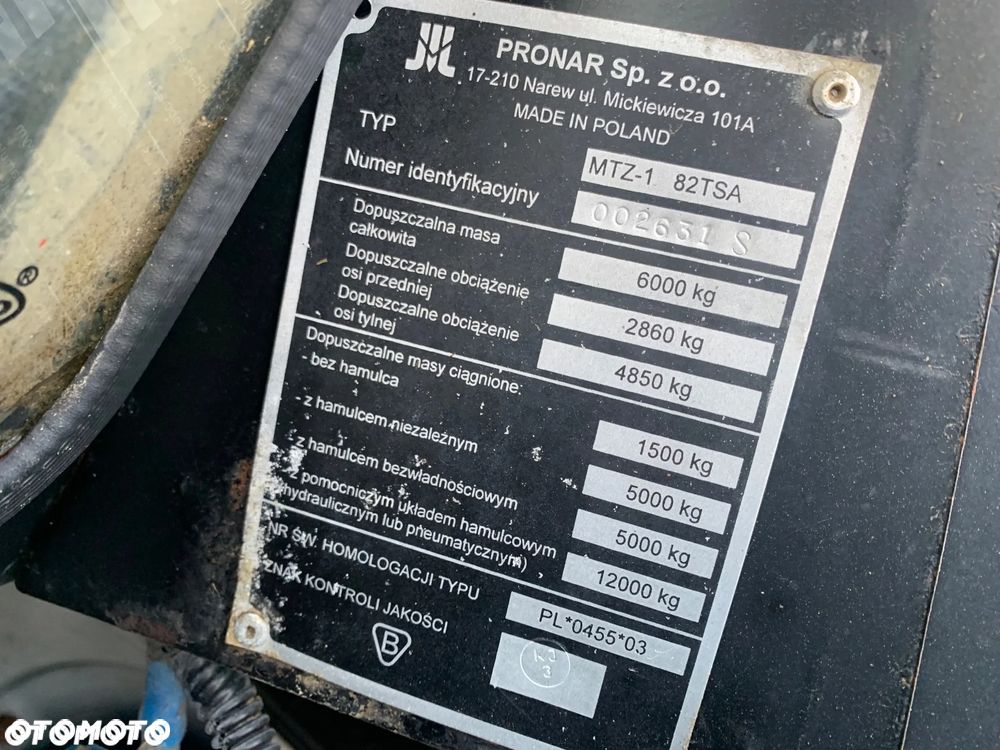 PRONAR Sp. z o.o.
17-210 Narew ul. Mickiewicza 101A
MADE IN POLAND
TYP
MTZ-1 82TSA
Numer identyfikacyjny
002631 S
Dopuszczalna masa
całkowita
6000 kg
Dopuszczalne obciążenie
osi przedniej
2860 kg
Dopuszczalne obciążenie
osi tylnej
4850 kg
Dopuszczalne masy ciągnione:
- bez hamulca
1500 kg
- z hamulcem niezależnym
5000 kg
- z hamulcem bezwładnościowym
5000 kg
- z pomocniczym układem hamulcowym
(hydraulicznym lub pneumatycznym)
12000 kg
NR ŚW. HOMOLOGACJI TYPU
PL*0455*03
ZNAK KONTROLI JAKOŚCI
B
KJ
3
®
OTOMOTO